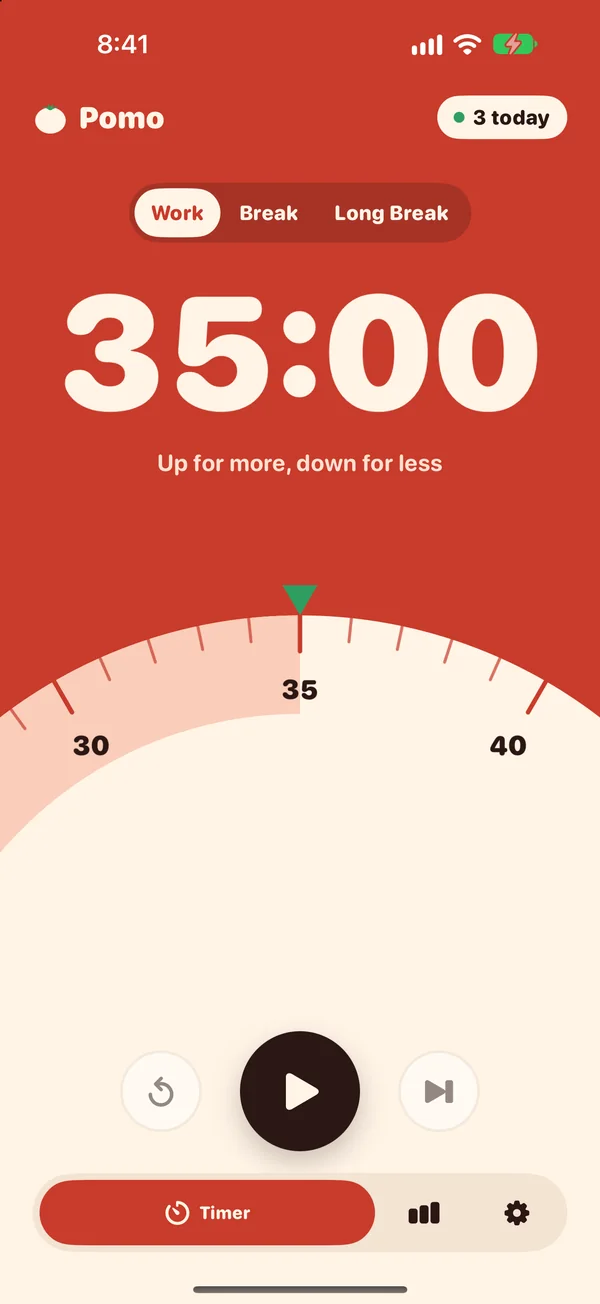 8:41
Pomo
3 today
Work Break Long Break
35:00
Up for more, down for less
35
30 40
Timer